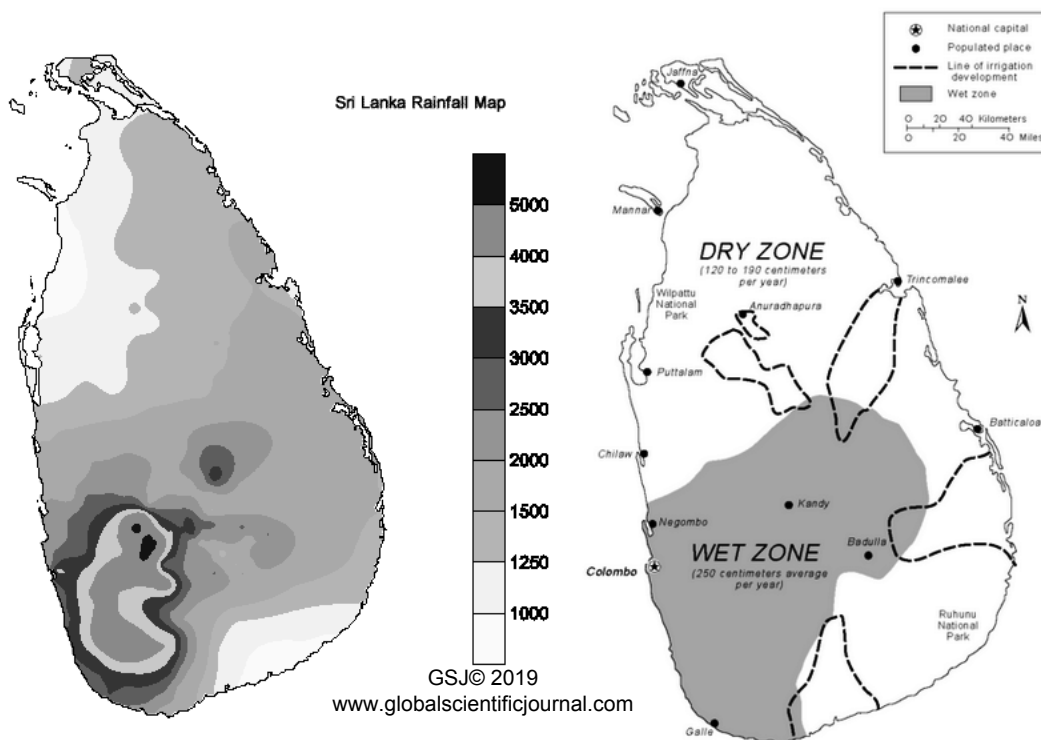 Sri Lanka Rainfall Map
5000
4000
3500
3000
2500
2000
1500
1250
1000
GSJ© 2019
www.globalscientificjournal.com
National capital
Populated place
Line of irrigation
development
Wet zone
0 20 40 Kilometers
0 20 40
Miles
Jaffna
Mannar
DRY ZONE
(120 to 190 centimeters
per year)
Trincomalee
Wilpattu
National
Park
Anuradhapura
N
Puttalam
Batticaloa
Chilaw
Kandy
Negombo
WET ZONE
(250 centimeters average
per year)
Badulla
Colombo
Ruhunu
National
Park
Galle